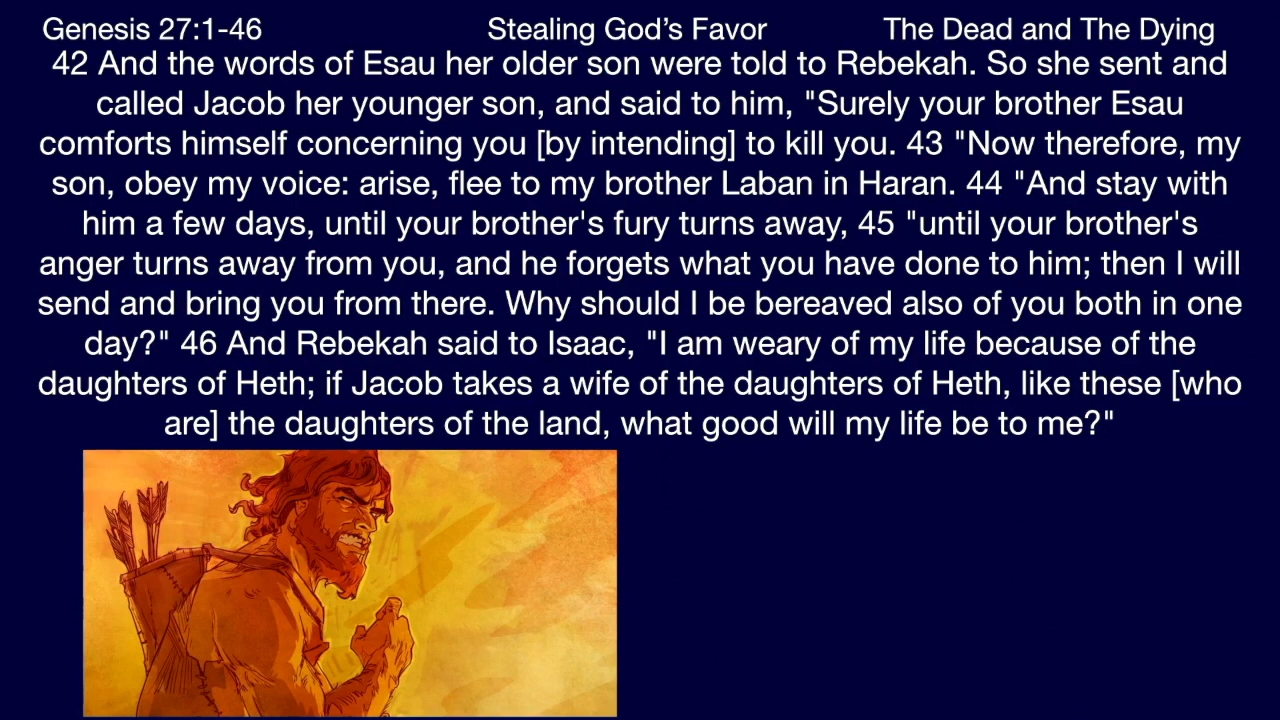 Genesis 27:1-46 Stealing God’s Favor The Dead and The Dying
42 And the words of Esau her older son were told to Rebekah. So she sent and
called Jacob her younger son, and said to him, "Surely your brother Esau
comforts himself concerning you [by intending] to kill you. 43 "Now therefore, my
son, obey my voice: arise, flee to my brother Laban in Haran. 44 "And stay with
him a few days, until your brother's fury turns away, 45 "until your brother's
anger turns away from you, and he forgets what you have done to him; then I will
send and bring you from there. Why should I be bereaved also of you both in one
day?" 46 And Rebekah said to Isaac, "I am weary of my life because of the
daughters of Heth; if Jacob takes a wife of the daughters of Heth, like these [who
are] the daughters of the land, what good will my life be to me?"